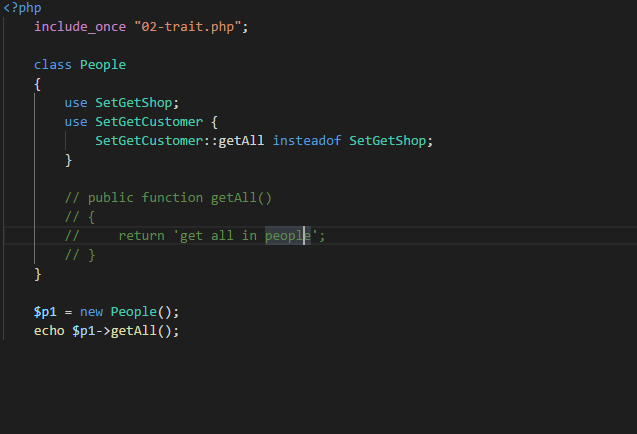 <?php
include_once "02-trait.php";
class People
{
use SetGetShop;
use SetGetCustomer {
SetGetCustomer::getAll insteadof SetGetShop;
}
// public function getAll()
// {
//     return 'get all in people';
// }
}
$p1 = new People();
echo $p1->getAll();